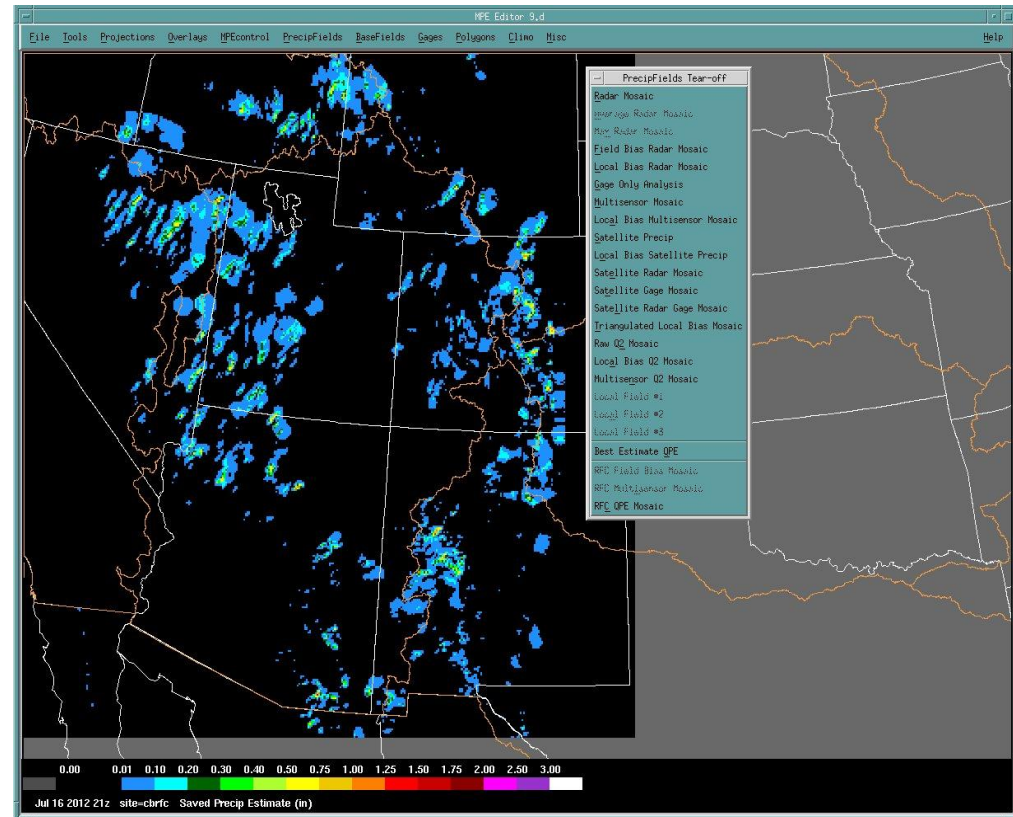 MPE Editor 9.d
File Tools Projections Overlays MPEcontrol PrecipFields BaseFields Gages Polygons Climo Misc Help
PrecipFields Tear-off
Radar Mosaic
Average Radar Mosaic
Max Radar Mosaic
Field Bias Radar Mosaic
Local Bias Radar Mosaic
Gage Only Analysis
Multisensor Mosaic
Local Bias Multisensor Mosaic
Satellite Precip
Local Bias Satellite Precip
Satellite Radar Mosaic
Satellite Gage Mosaic
Satellite Radar Gage Mosaic
Triangulated Local Bias Mosaic
Raw Q2 Mosaic
Local Bias Q2 Mosaic
Multisensor Q2 Mosaic
Local Field #1
Local Field #2
Local Field #3
Best Estimate QPE
RFC Field Bias Mosaic
RFC Multisensor Mosaic
RFC QPE Mosaic
0.00 0.01 0.10 0.20 0.30 0.40 0.50 0.75 1.00 1.25 1.50 1.75 2.00 2.50 3.00
Jul 16 2012 21z site=cbrfc Saved Precip Estimate (in)